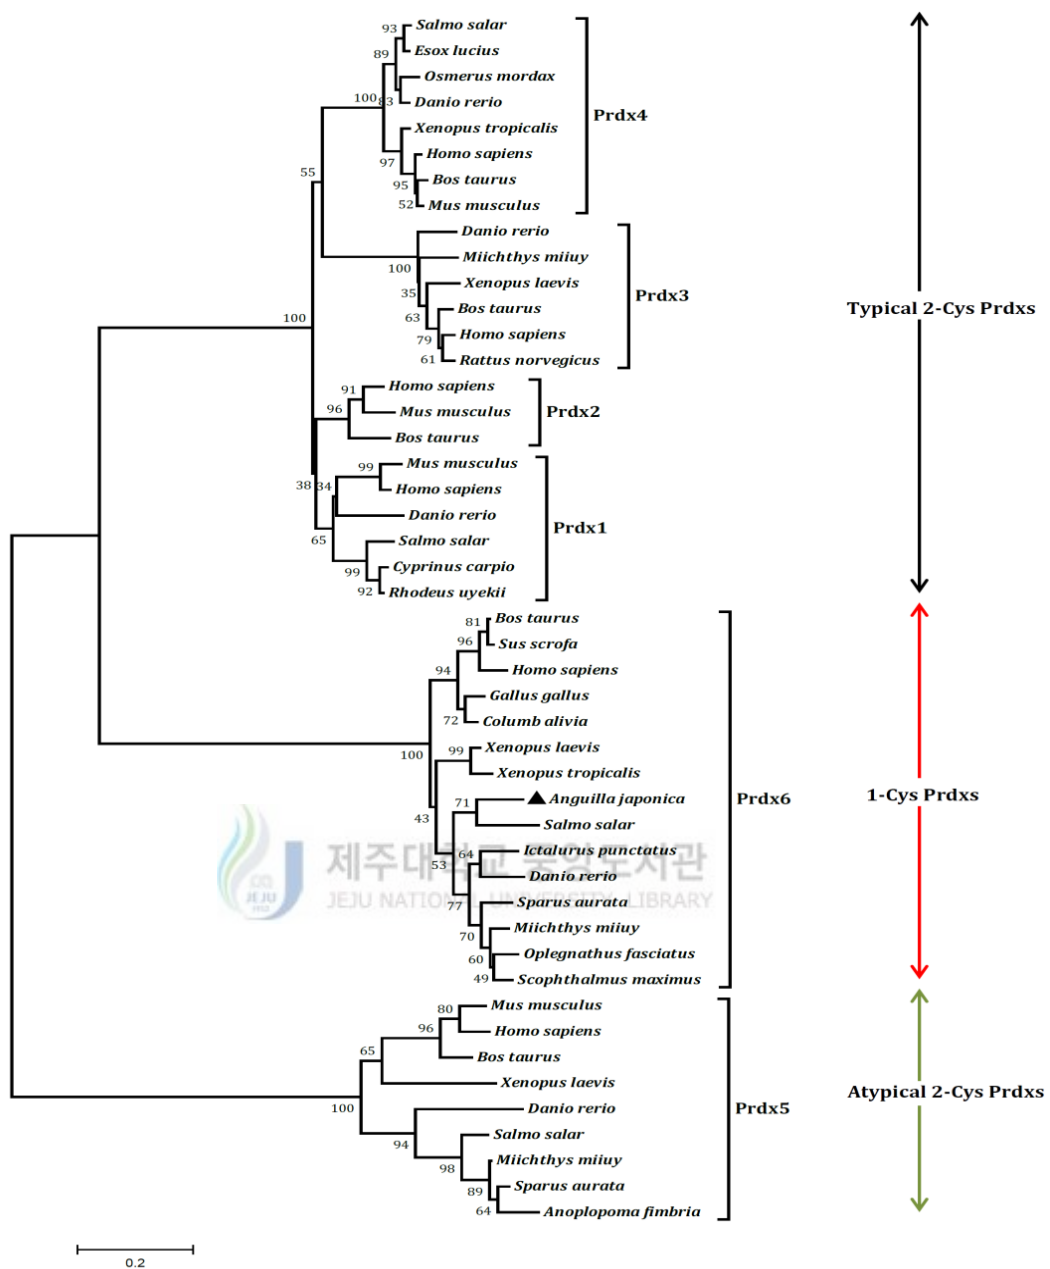 93 Salmo salar
Esox lucius
89
Osmerus mordax
100 83 Danio rerio
Prdx4
Xenopus tropicalis
97 Homo sapiens
95 Bos taurus
52 Mus musculus
55
Danio rerio
Miichthys miiuy
100
Xenopus laevis
35
Prdx3
Bos taurus
63
Homo sapiens
79
61 Rattus norvegicus
100
Typical 2-Cys Prdxs
91 Homo sapiens
96 Mus musculus
Prdx2
Bos taurus
99 Mus musculus
38 34 Homo sapiens
Danio rerio
Prdx1
65 Salmo salar
99 Cyprinus carpio
92 Rhodeus uyekii
81 Bos taurus
96 Sus scrofa
94 Homo sapiens
Gallus gallus
72 Columb alivia
99 Xenopus laevis
100
Xenopus tropicalis
71 Anguilla japonica
Prdx6
1-Cys Prdxs
43 Salmo salar
64 Ictalurus punctatus
53 Danio rerio
77 Sparus aurata
Miichthys miiuy
70
Oplegnathus fasciatus
60
49 Scophthalmus maximus
제주대학교 중앙도서관
JEJU NATIONAL UNIVERSITY LIBRARY
JEJU
1952
80 Mus musculus
96 Homo sapiens
65 Bos taurus
Xenopus laevis
Atypical 2-Cys Prdxs
100 Danio rerio
Prdx5
94 Salmo salar
98 Miichthys miiuy
89 Sparus aurata
64 Anoplopoma fimbria
0.2